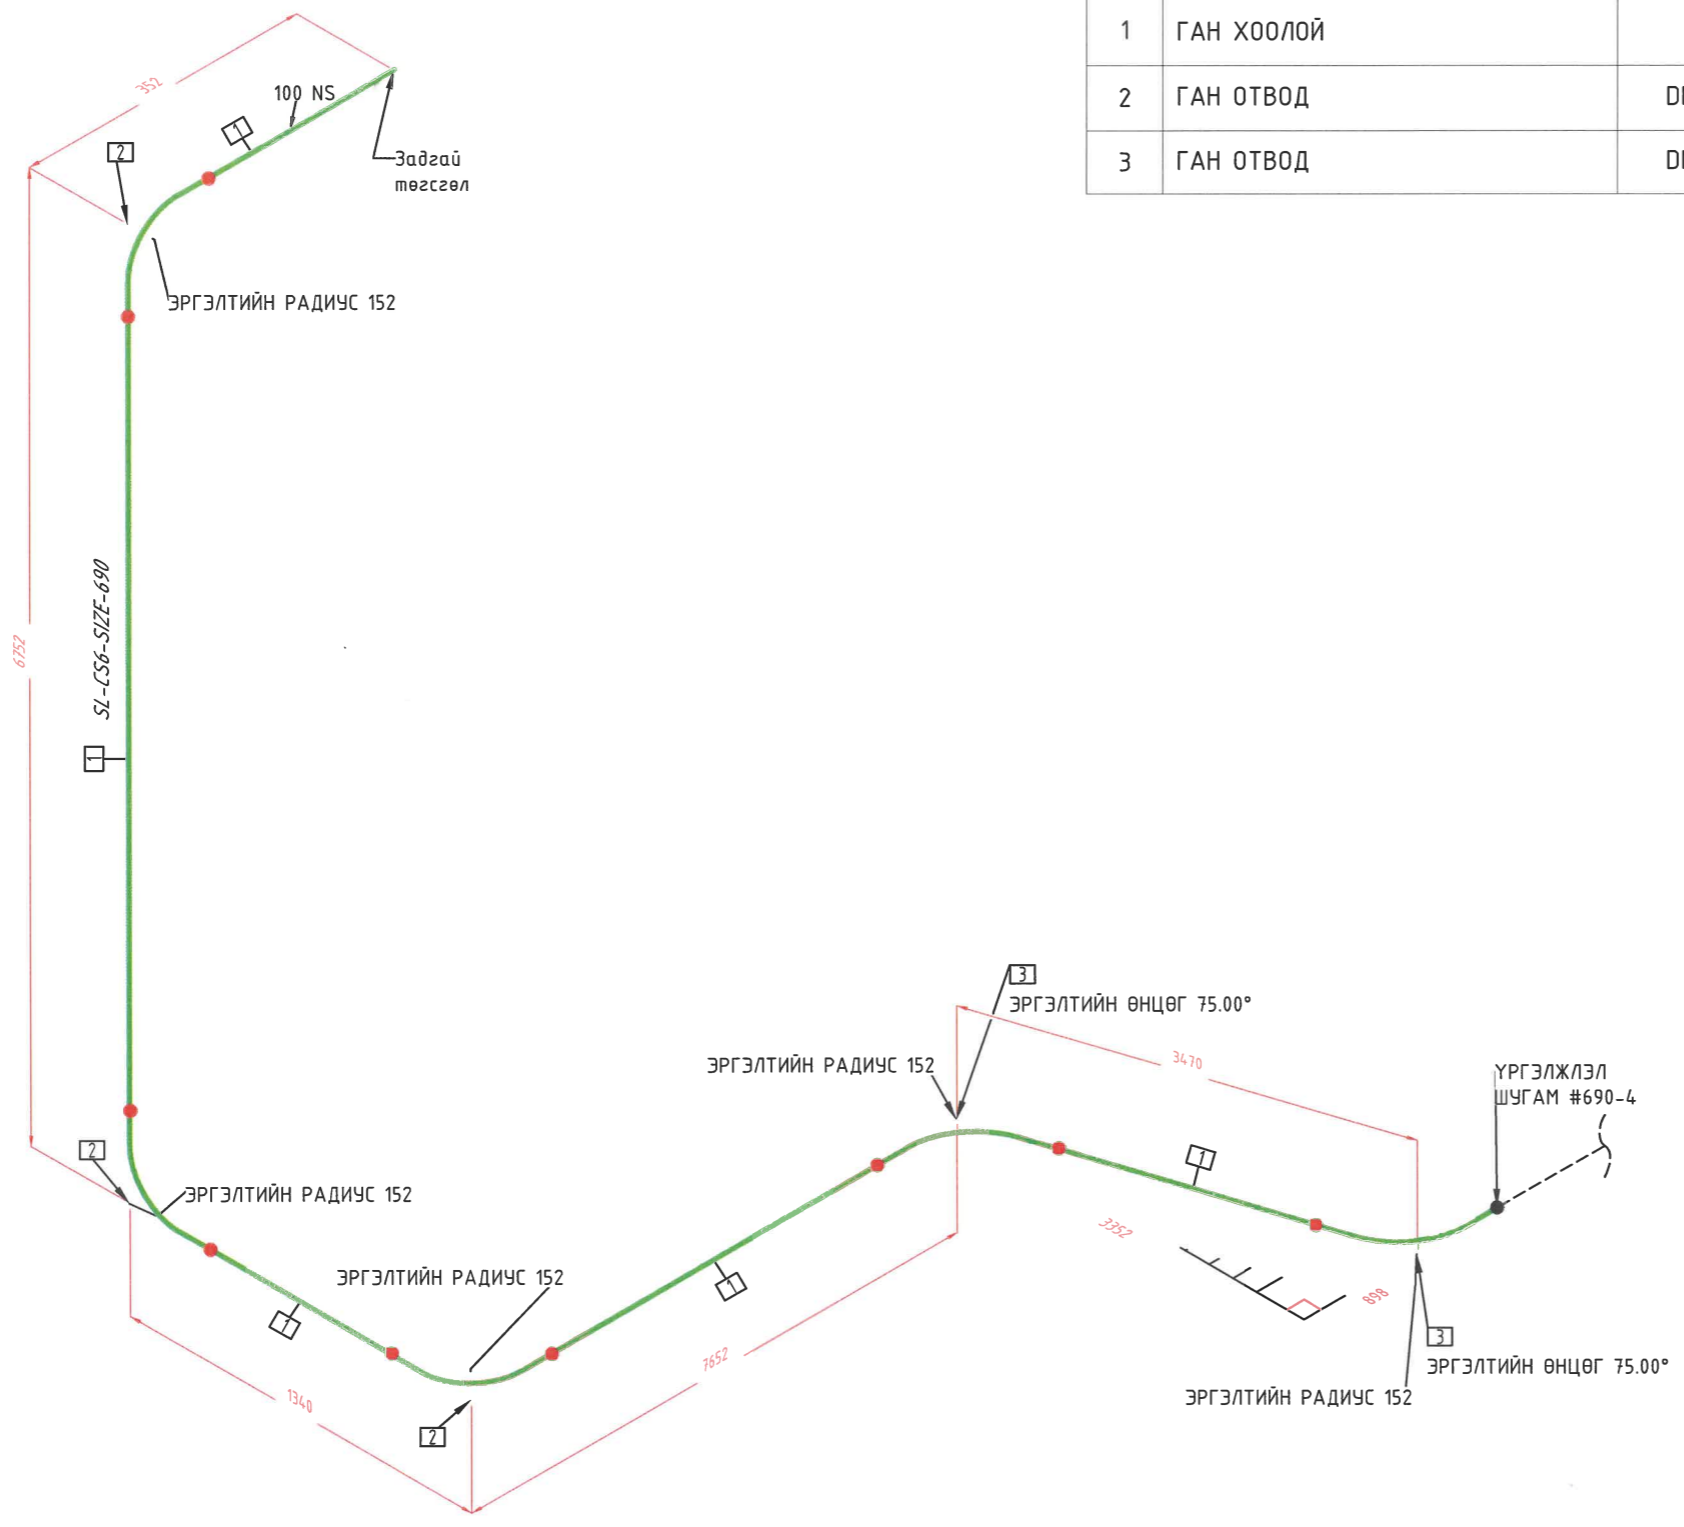 1 ГАН ХООЛОЙ
2 ГАН ОТВОД
3 ГАН ОТВОД
352
100 NS
1
2
Задгай
төгсгөл
ЭРГЭЛТИЙН РАДИУС 152
6752
SL-CS6-SIZE-690
1
2
ЭРГЭЛТИЙН РАДИУС 152
ЭРГЭЛТИЙН РАДИУС 152
1
1340
2
1
7652
3
ЭРГЭЛТИЙН ӨНЦӨГ 75.00°
ЭРГЭЛТИЙН РАДИУС 152
3470
1
3352
898
ҮРГЭЛЖЛЭЛ
ШУГАМ #690-4
3
ЭРГЭЛТИЙН ӨНЦӨГ 75.00°
ЭРГЭЛТИЙН РАДИУС 152